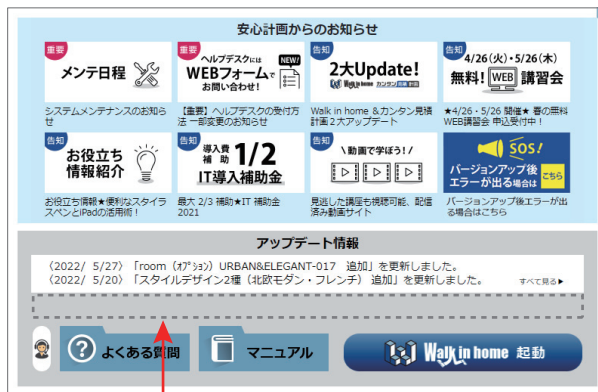 安心計画からのお知らせ
重要
メンテ日程
システムメンテナンスのお知らせ
重要
ヘルプデスクには
NEW!
WEBフォームで
お問い合わせ!
【重要】ヘルプデスクの受付方
法 一部変更のお知らせ
告知
2大Update!
Walk in home カンタン見積計画
Walk in home &カンタン見積
計画2大アップデート
告知
4/26(火)・5/26(木)
無料! WEB 講習会
★4/26・5/26 開催★ 春の無料
WEB講習会 申込受付中!
告知
お役立ち
情報紹介
お役立ち情報★便利なスタイラ
スペンとiPadの活用術!
告知
導入費
補助 1/2
IT導入補助金
最大 2/3 補助★IT 補助金
2021
告知
\ 動画で学ぼう! /
見逃した講座も視聴可能、配信
済み動画サイト
SOS!
バージョンアップ後
エラーが出る場合は こちら
バージョンアップ後エラーが出
る場合はこちら
アップデート情報
〈2022/ 5/27〉「room(オプション)URBAN&ELEGANT-017 追加」を更新しました。
〈2022/ 5/20〉「スタイルデザイン2種(北欧モダン・フレンチ) 追加」を更新しました。
すべて見る▶
? よくある質問
マニュアル
Walk in home 起動